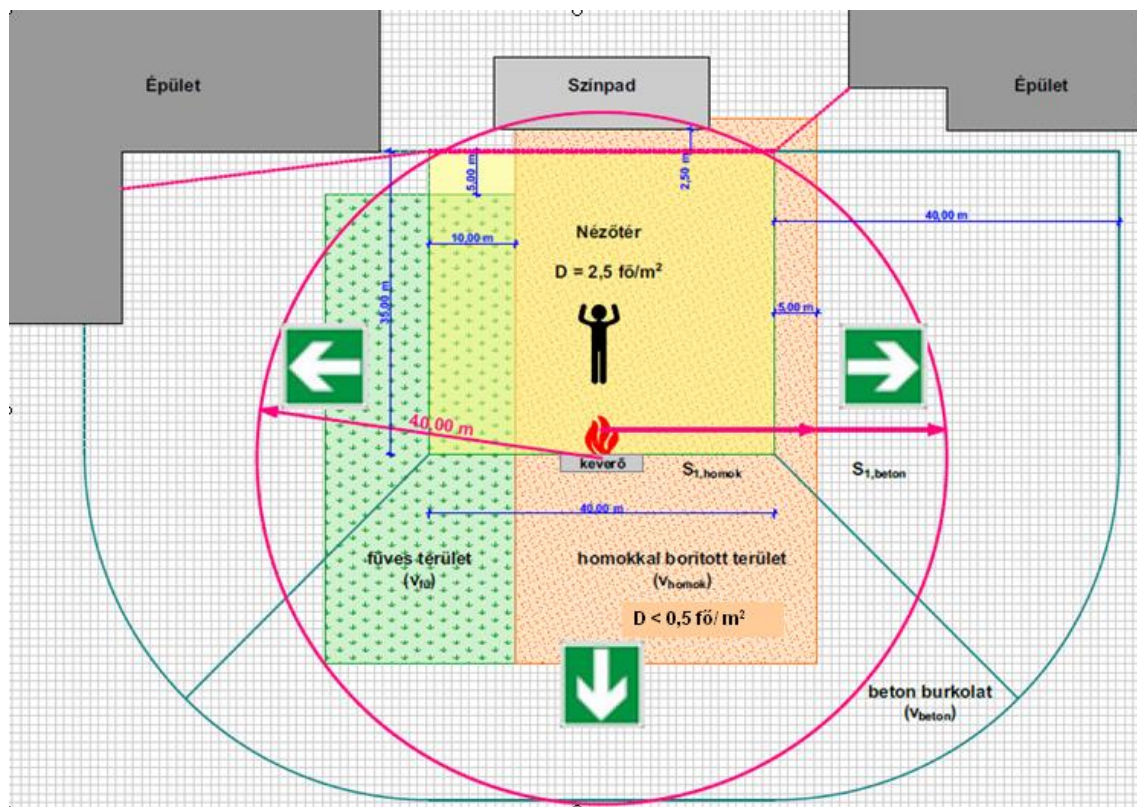 Épület
Színpad
Épület
5,00 m
2,50 m
40,00 m
10,00 m
Nézőtér
D = 2,5 fő/m²
35,00 m
5,00 m
40,00 m
keverő
S1,homok
S1,beton
40,00 m
füves terület
(vfű)
homokkal borított terület
(vhomok)
D < 0,5 fő/ m²
beton burkolat
(vbeton)